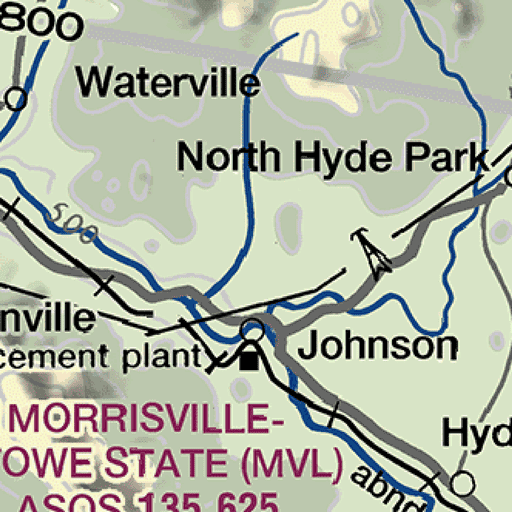 800
Waterville
North Hyde Park
500
nville
Johnson
cement plant
MORRISVILLE-
Hyd
OWE STATE (MVL)
abnd
ASOS 135.625